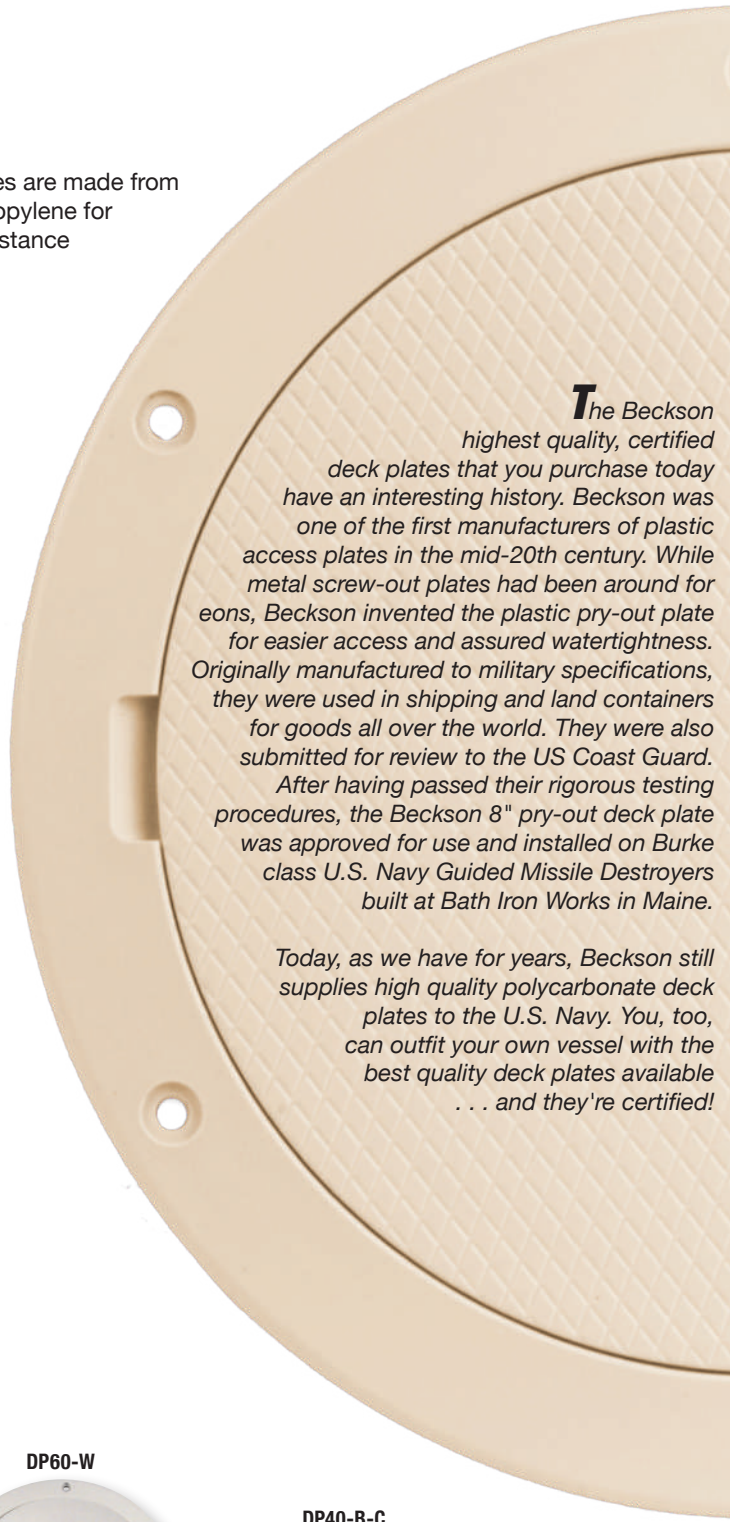 are made from
for
The Beckson
highest quality, certified
deck plates that you purchase today
have an interesting history. Beckson was
one of the first manufacturers of plastic
access plates in the mid-20th century. While
metal screw-out plates had been around for
eons, Beckson invented the plastic pry-out plate
for easier access and assured watertightness.
Originally manufactured to military specifications,
they were used in shipping and land containers
for goods all over the world. They were also
submitted for review to the US Coast Guard.
After having passed their rigorous testing
procedures, the Beckson 8" pry-out deck plate
was approved for use and installed on Burke
class U.S. Navy Guided Missile Destroyers
built at Bath Iron Works in Maine.
Today, as we have for years, Beckson still
supplies high quality polycarbonate deck
plates to the U.S. Navy. You, too,
can outfit your own vessel with the
best quality deck plates available
. . . and they're certified!
DP60-W
DP40-B-C